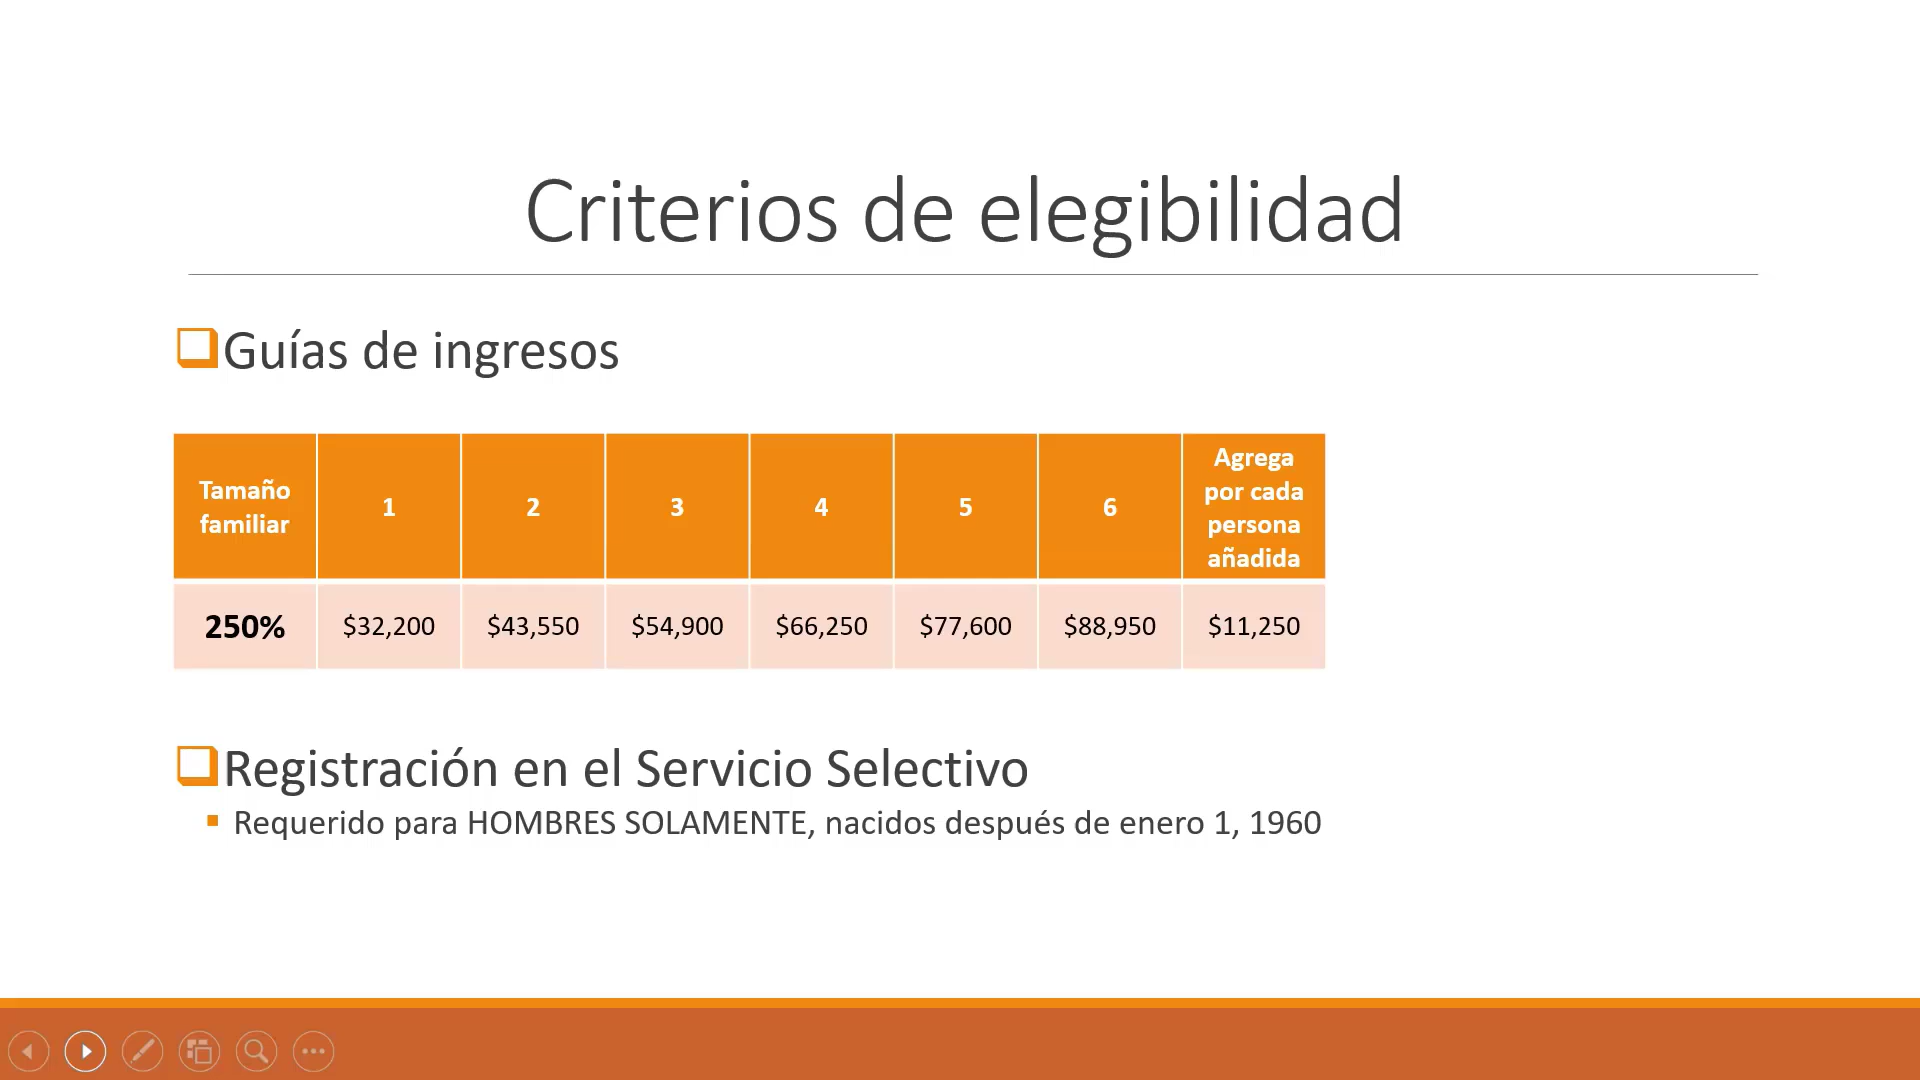 Criterios de elegibilidad
Guías de ingresos
Tamaño familiar 1 2 3 4 5 6 Agrega por cada persona añadida
250% $32,200 $43,550 $54,900 $66,250 $77,600 $88,950 $11,250
Registración en el Servicio Selectivo
Requerido para HOMBRES SOLAMENTE, nacidos después de enero 1, 1960